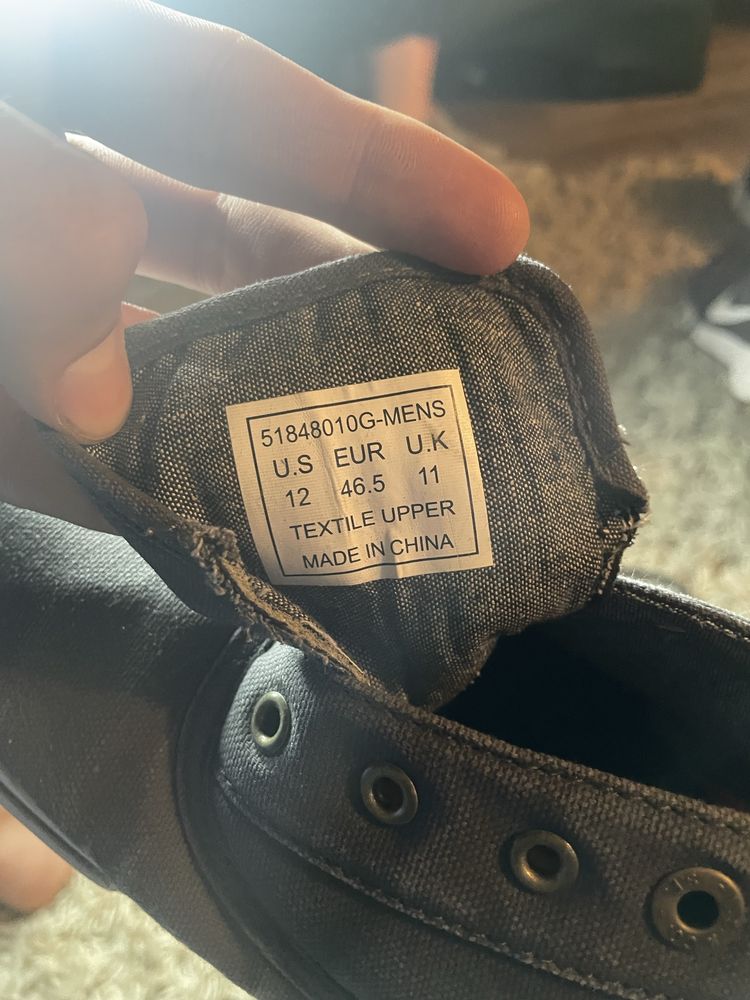 51848010G-MENS
U.S EUR U.K
12 46.5 11
TEXTILE UPPER
MADE IN CHINA